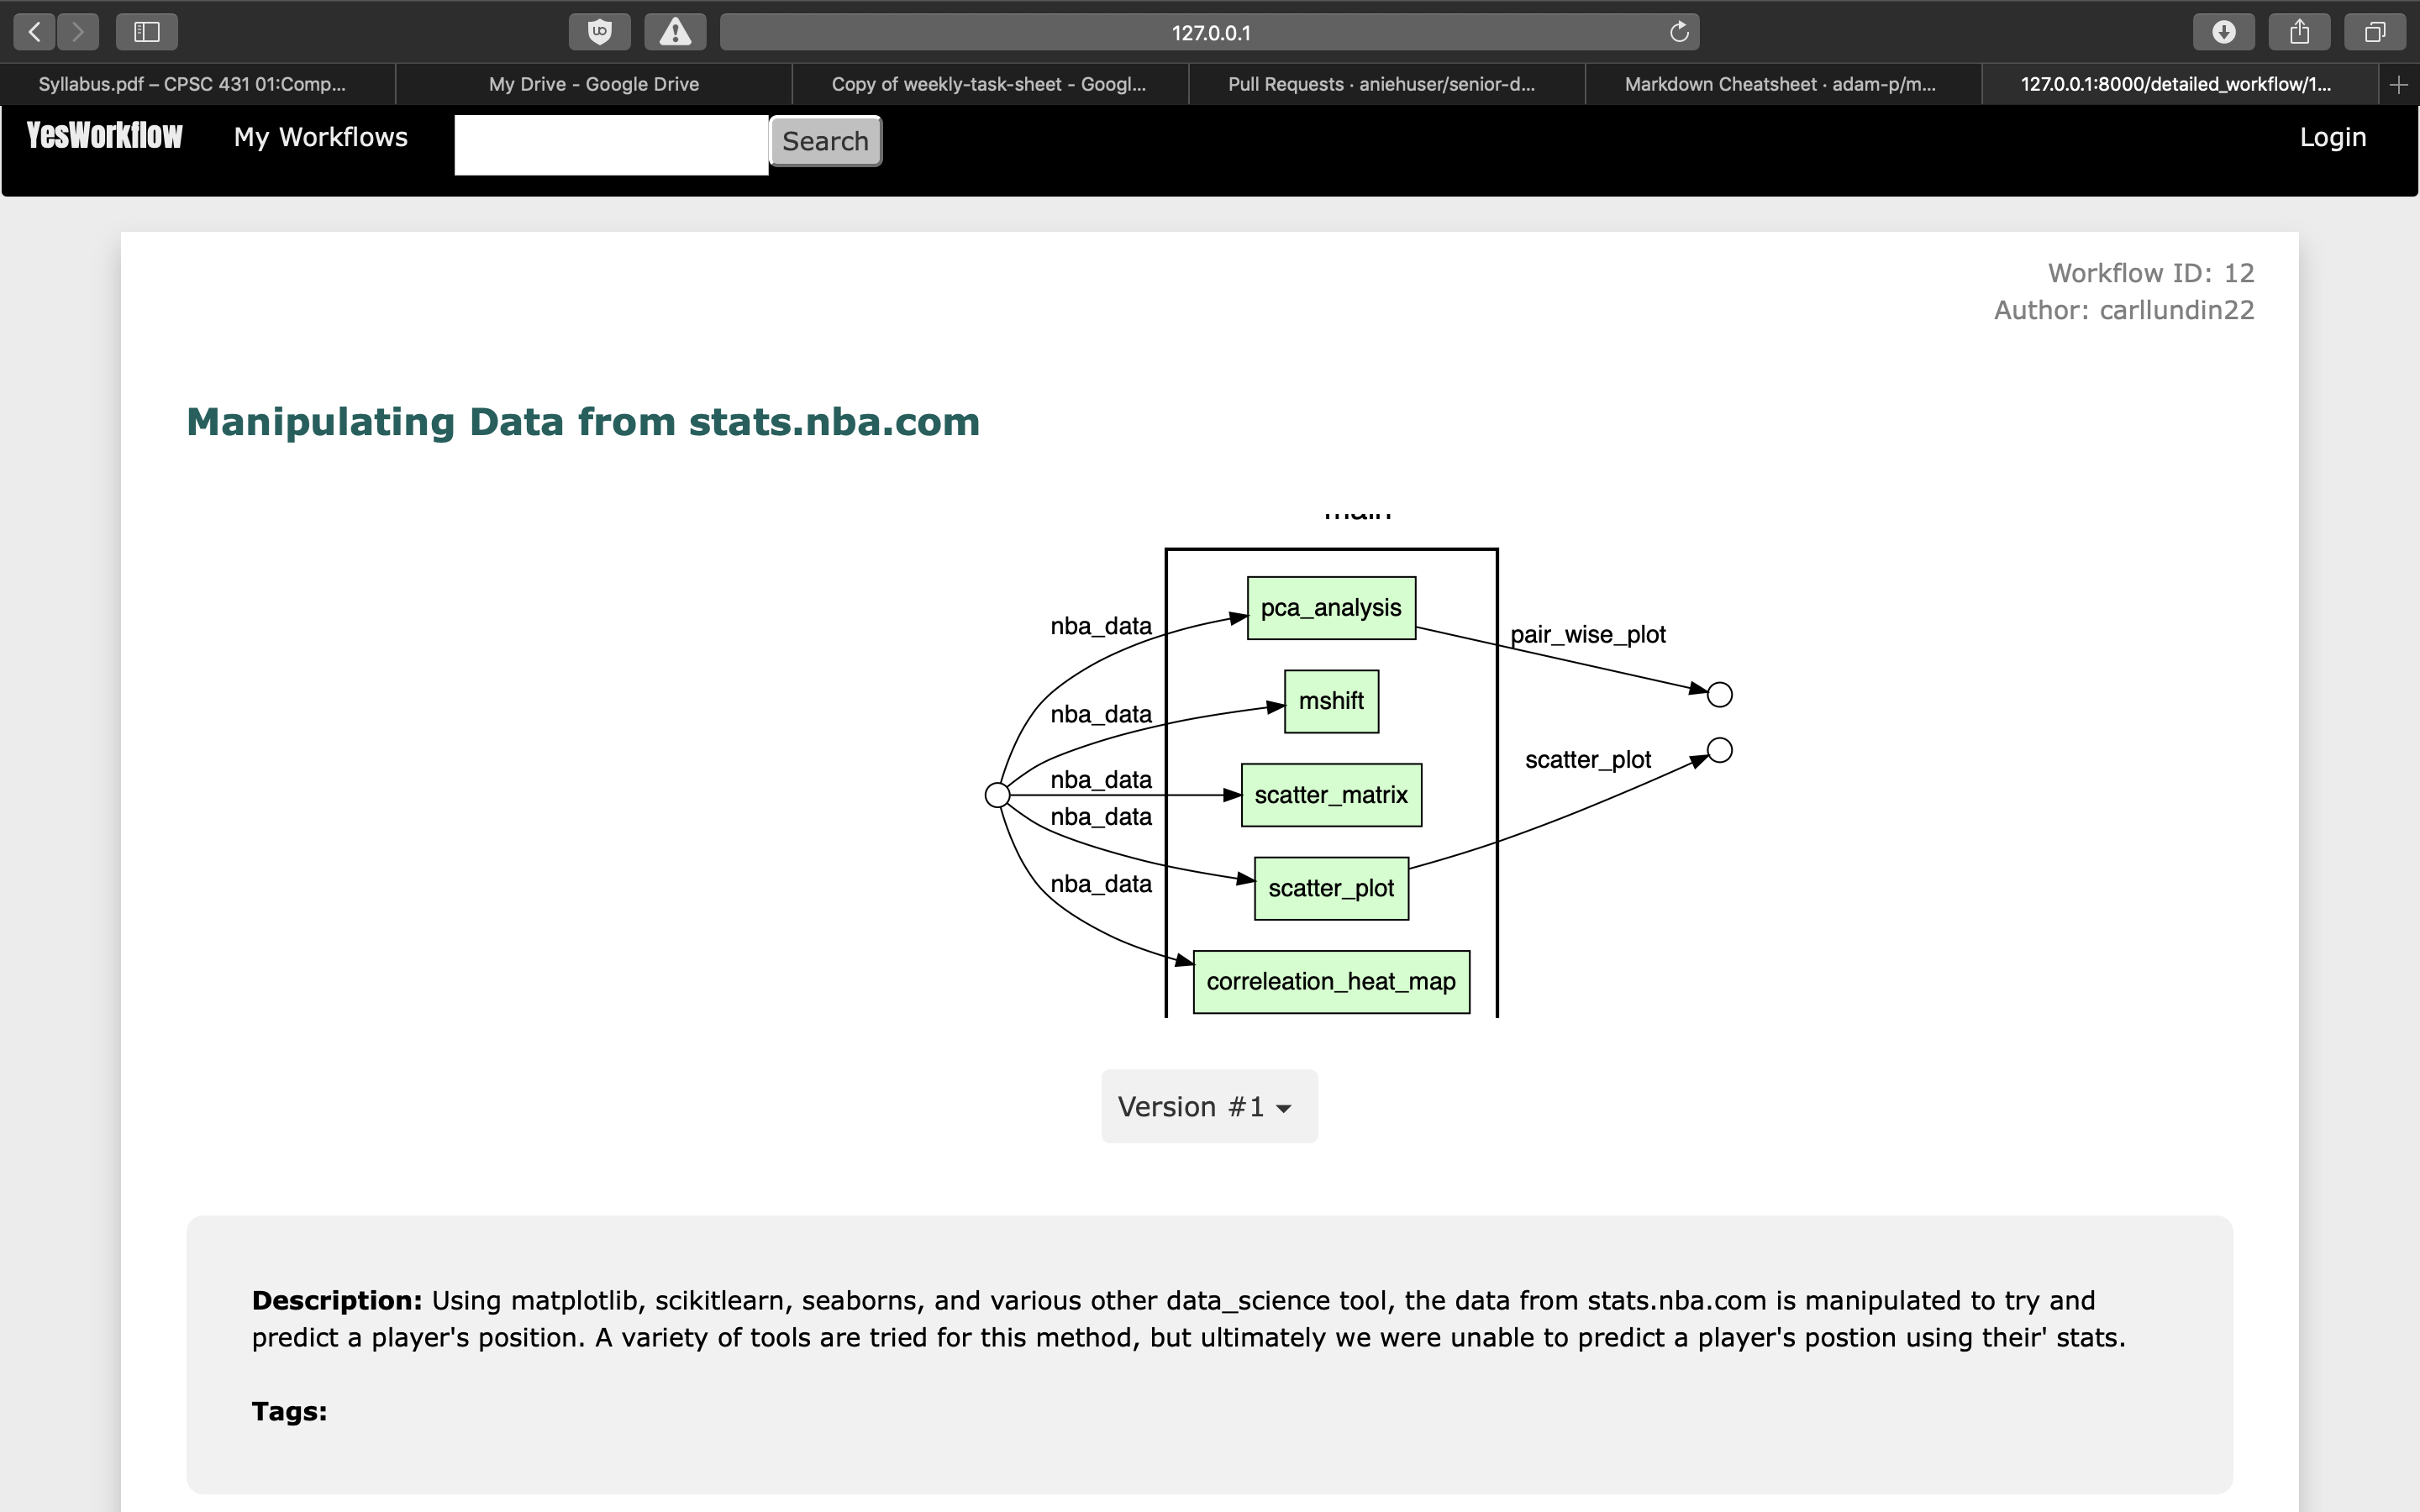 127.0.0.1
Syllabus.pdf – CPSC 431 01:Comp...
My Drive - Google Drive
Copy of weekly-task-sheet - Googl...
Pull Requests · aniehuser/senior-d...
Markdown Cheatsheet · adam-p/m...
127.0.0.1:8000/detailed_workflow/1...
YesWorkflow
My Workflows
Search
Login
Workflow ID: 12
Author: carllundin22
Manipulating Data from stats.nba.com
main
pca_analysis
nba_data
pair_wise_plot
mshift
nba_data
scatter_plot
nba_data
scatter_matrix
nba_data
nba_data
scatter_plot
correleation_heat_map
Version #1
Description: Using matplotlib, scikitlearn, seaborns, and various other data_science tool, the data from stats.nba.com is manipulated to try and
predict a player's position. A variety of tools are tried for this method, but ultimately we were unable to predict a player's postion using their' stats.
Tags: